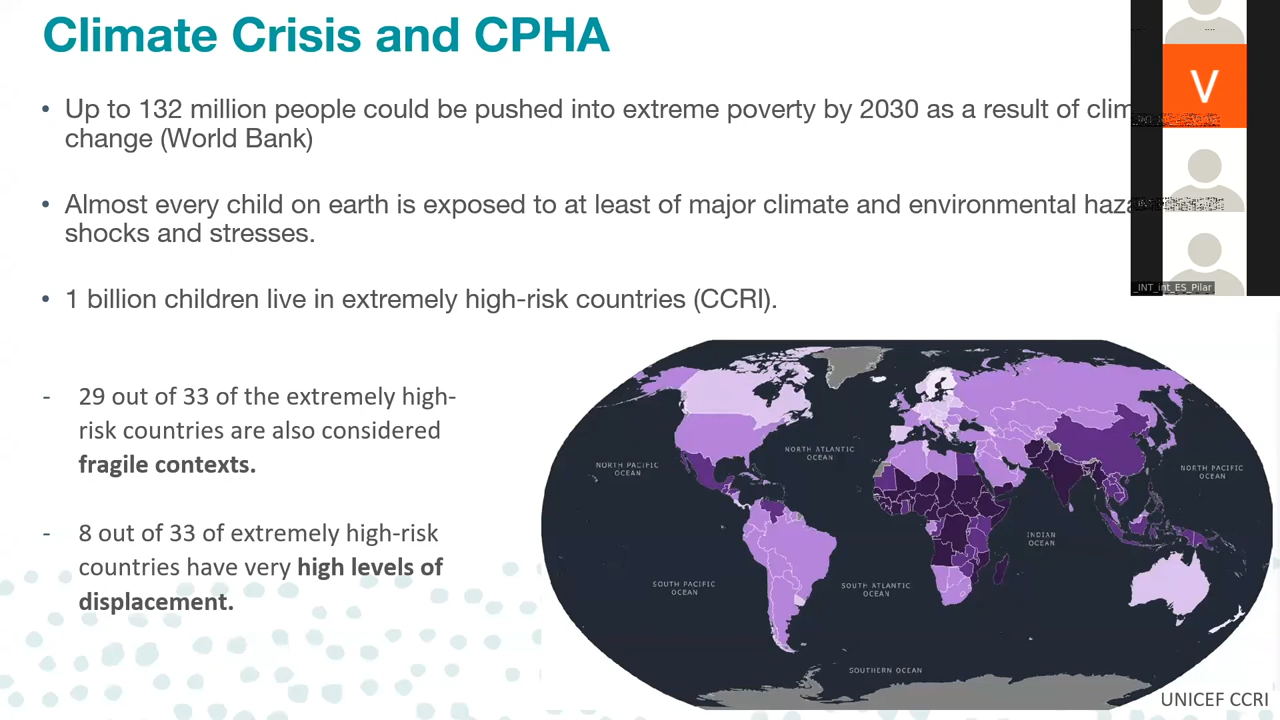 Climate Crisis and CPHA
• Up to 132 million people could be pushed into extreme poverty by 2030 as a result of clim
change (World Bank)
• Almost every child on earth is exposed to at least of major climate and environmental haza
shocks and stresses.
• 1 billion children live in extremely high-risk countries (CCRI).
- 29 out of 33 of the extremely high-
risk countries are also considered
fragile contexts.
- 8 out of 33 of extremely high-risk
countries have very high levels of
displacement.
V
_INT_int_ES_Pilar
NORTH PACIFIC
OCEAN
NORTH ATLANTIC
OCEAN
NORTH PACIFIC
OCEAN
INDIAN
OCEAN
SOUTH PACIFIC
OCEAN
SOUTH ATLANTIC
OCEAN
SOUTHERN OCEAN
UNICEF CCRI